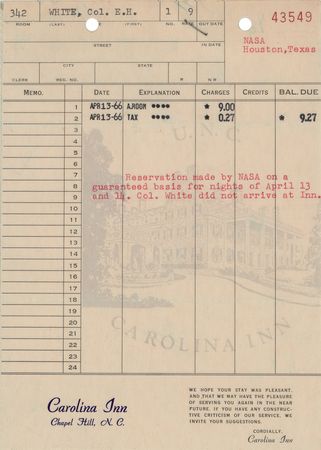 342 WHITE, Col. E.H. 1 9
ROOM (LAST) (FIRST) NO. RATE OUT DATE
43549
STREET IN DATE
NASA
Houston, Texas
CITY STATE
CLERK REG. NO. R N/W
MEMO. DATE EXPLANATION CHARGES CREDITS BAL. DUE
1 APR13-66 A.ROOM **** * 9.00
2 APR13-66 TAX **** * 0.27 * 9.27
3
4
5
6
7 Reservation made by NASA on a
8 guaranteed basis for nights of April 13
9 and 14. Col. White did not arrive at Inn.
10
11
12
13
14
15
16
17
18
19
20
21
22
23
24
U.N.C.
CAROLINA INN
Carolina Inn
Chapel Hill, N. C.
WE HOPE YOUR STAY WAS PLEASANT,
AND THAT WE MAY HAVE THE PLEASURE
OF SERVING YOU AGAIN IN THE NEAR
FUTURE. IF YOU HAVE ANY CONSTRUC-
TIVE CRITICISM OF OUR SERVICE, WE
INVITE YOUR SUGGESTIONS.
CORDIALLY,
Carolina Inn